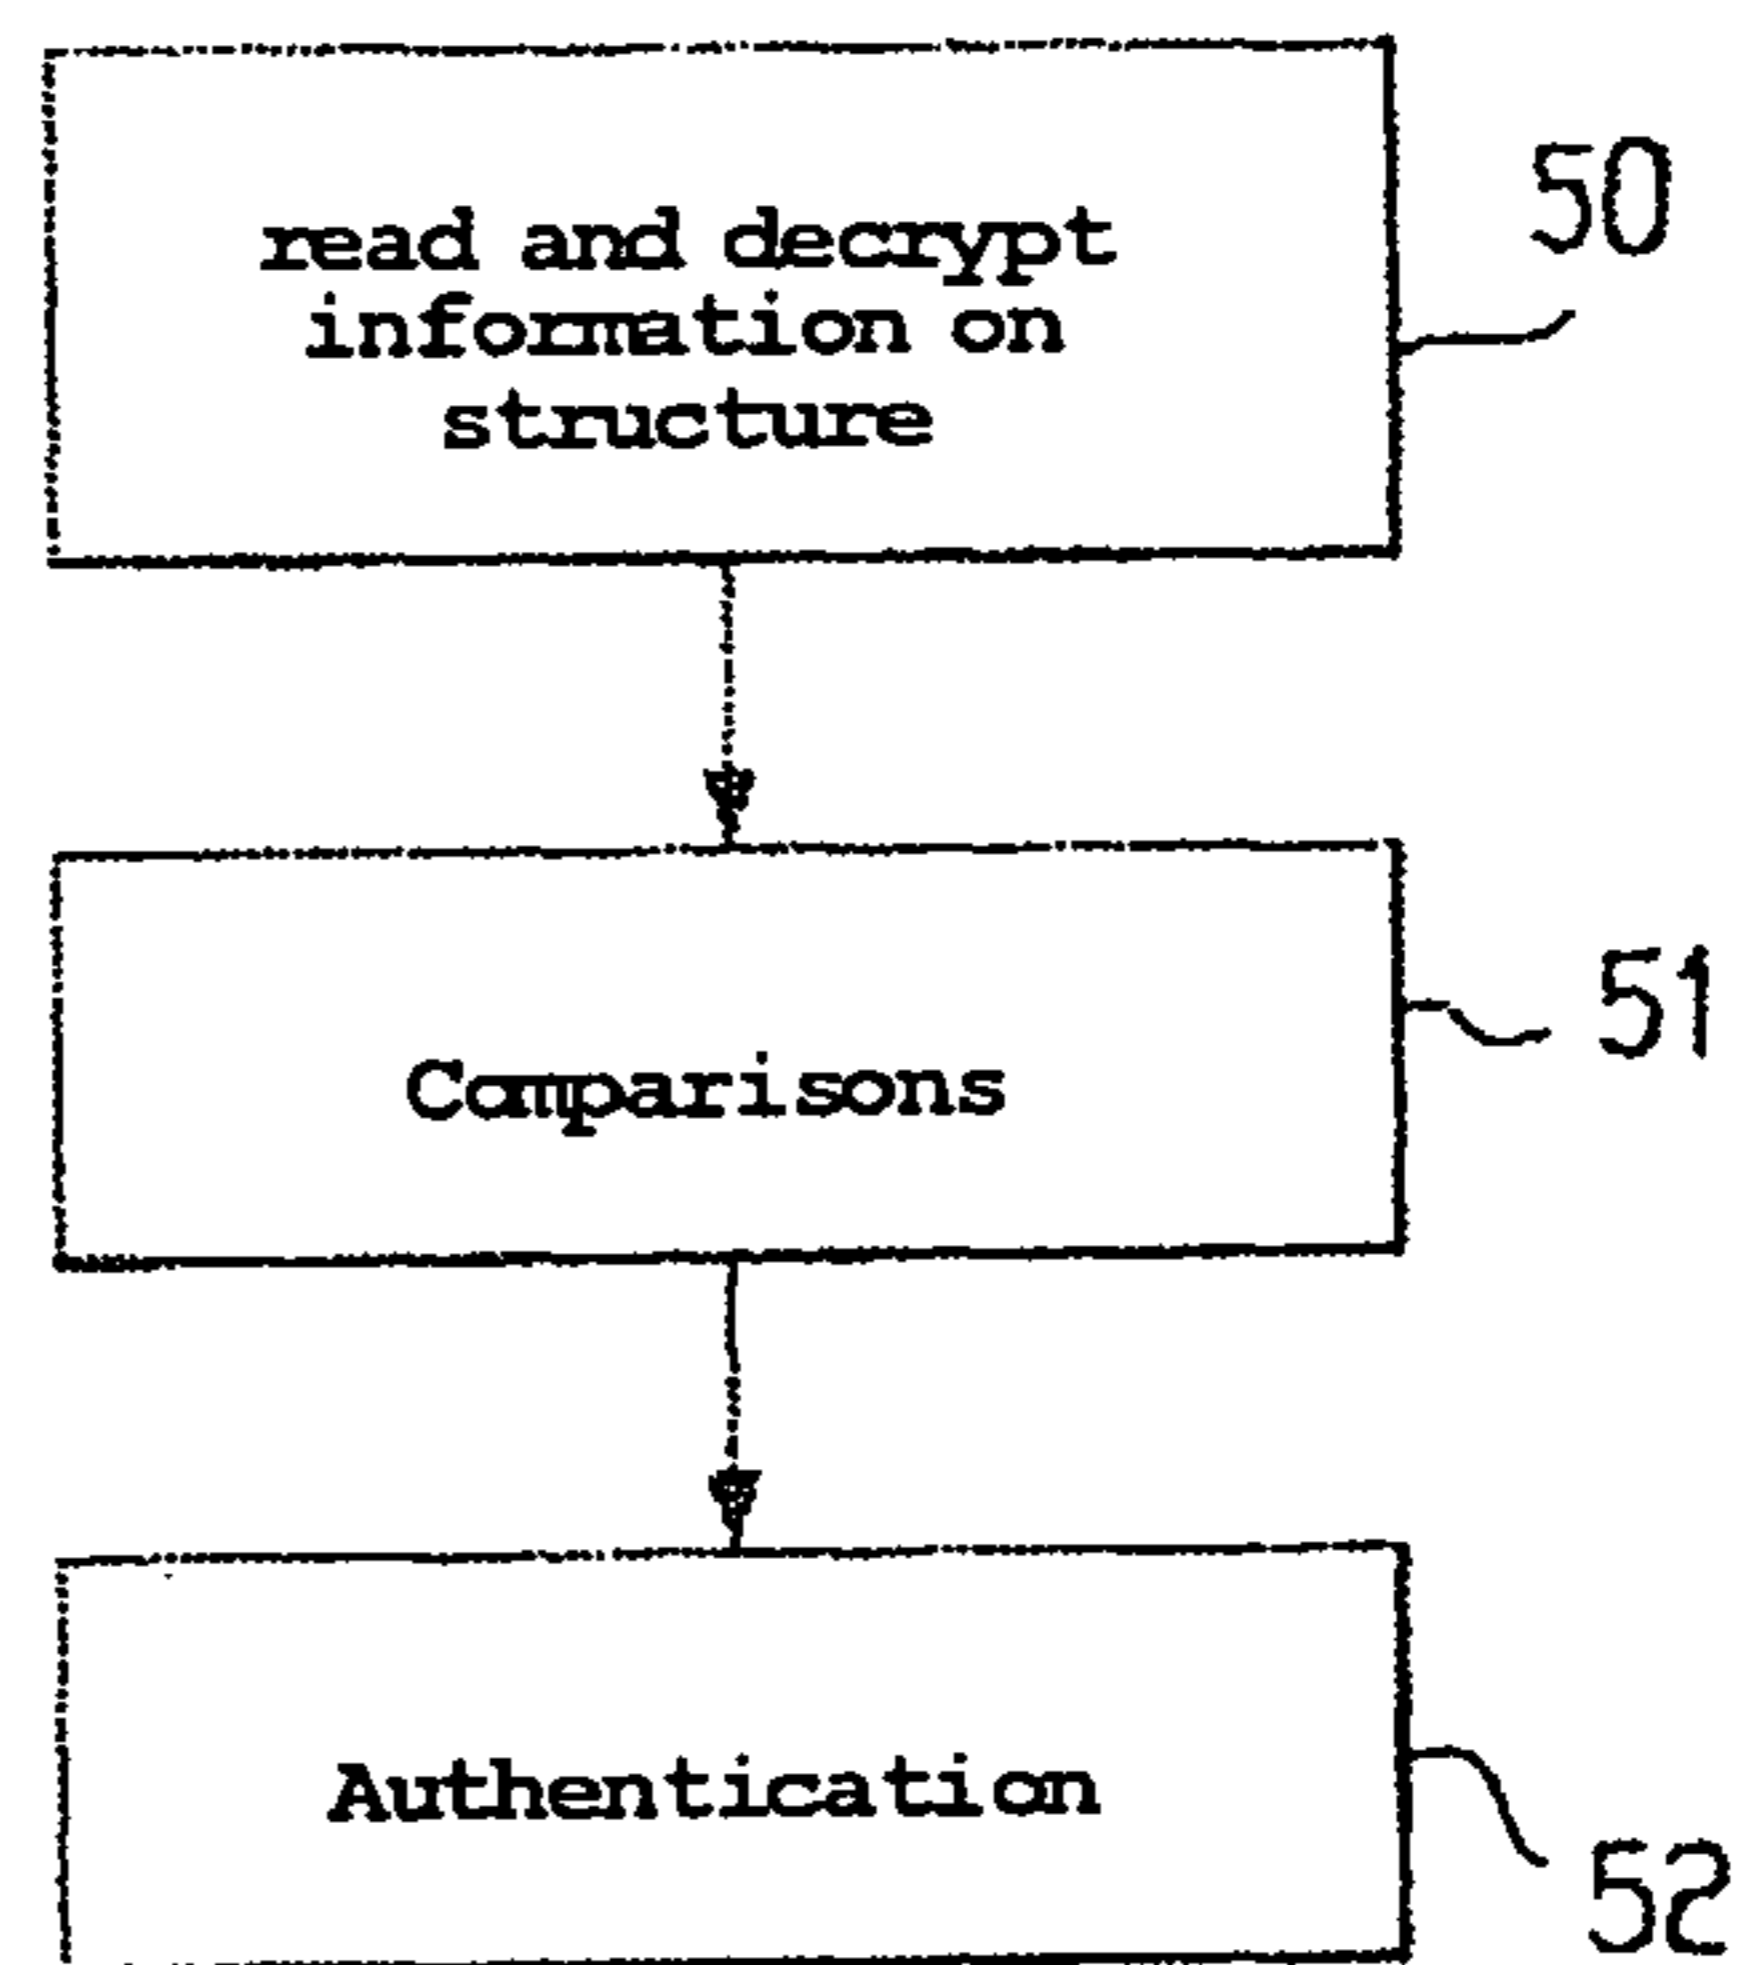 read and decrypt
information on
structure
50
Comparisons
51
Authentication
52